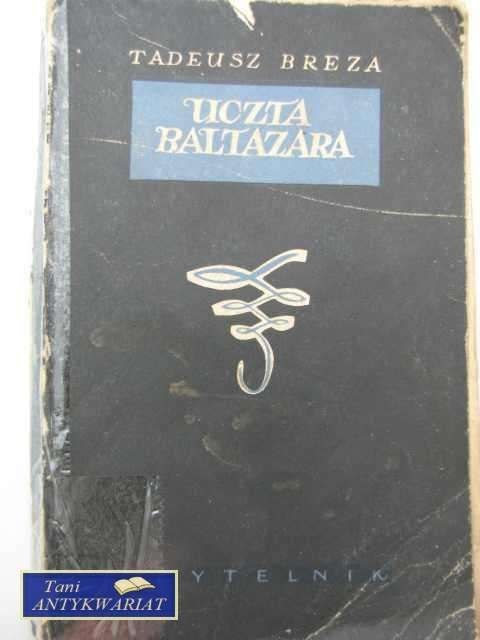 TADEUSZ BREZA
UCZTA
BALTAZARA
YTELNIK
Tani
ANTYKWARIAT